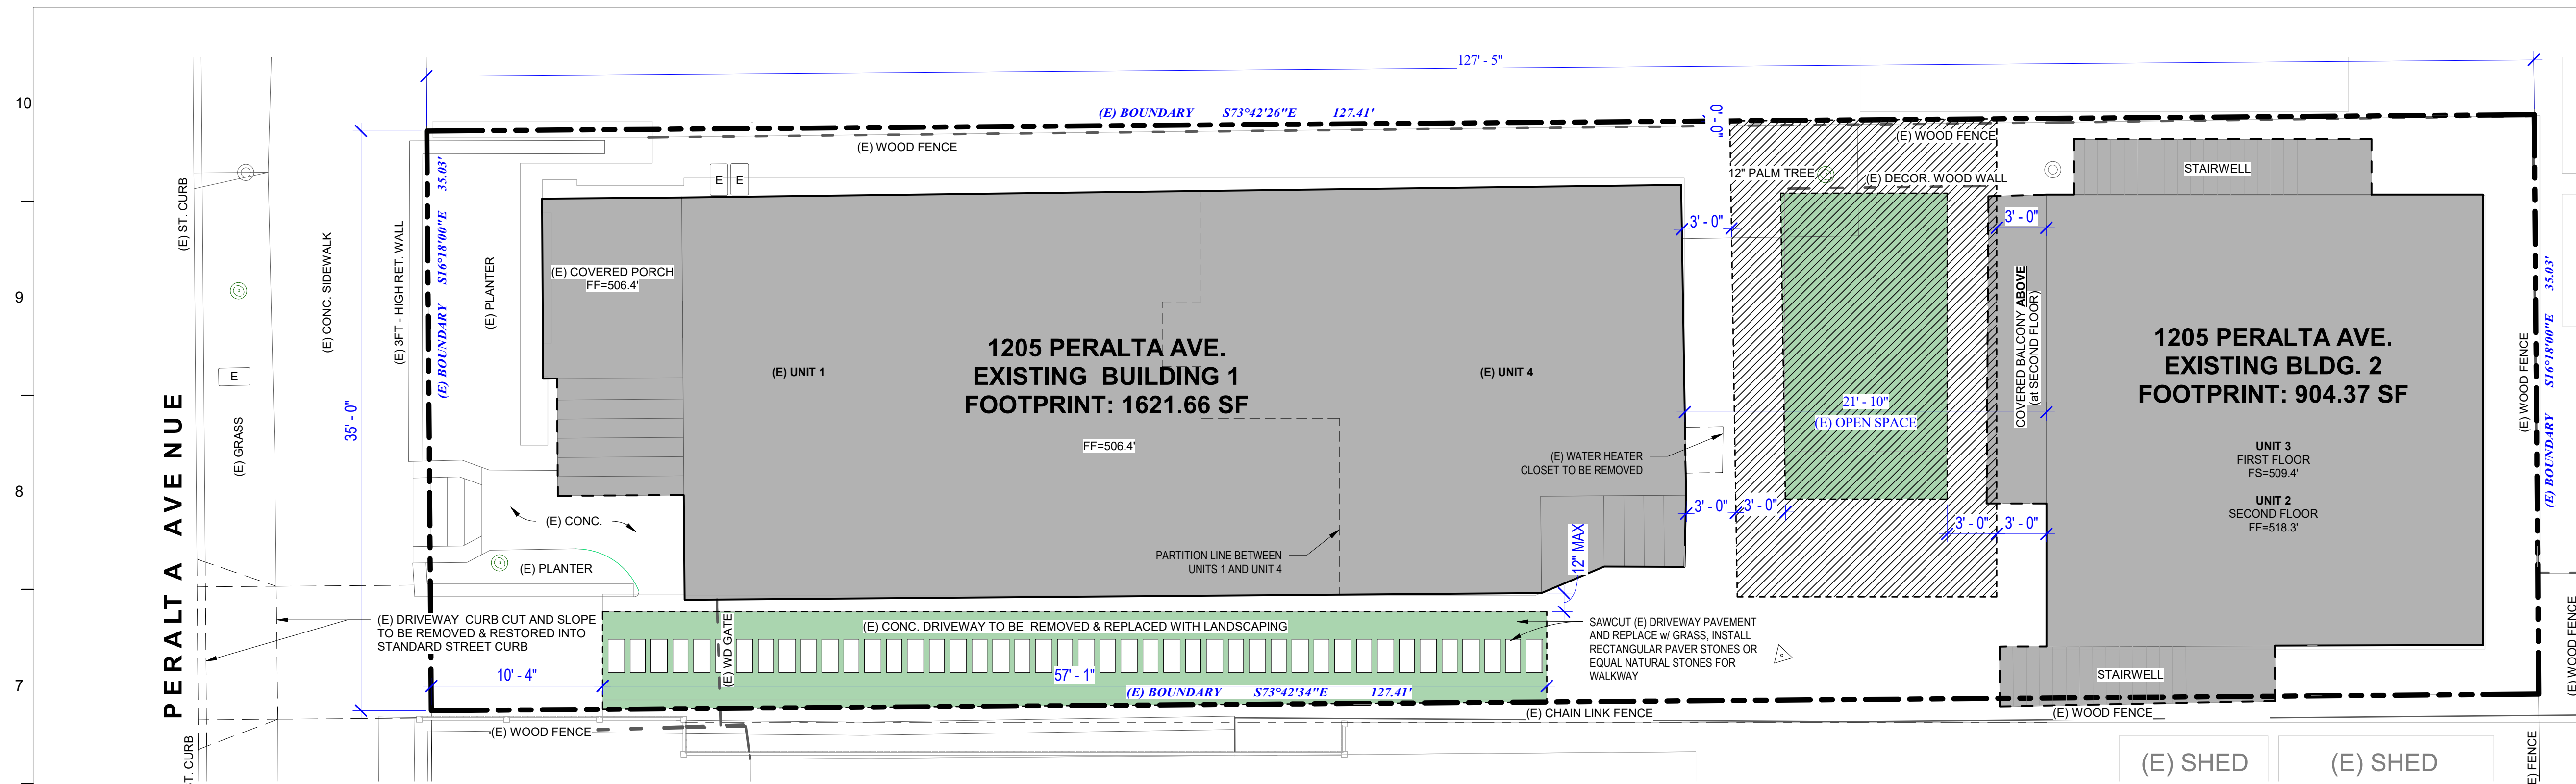 127' - 5"
10
(E) BOUNDARY S73°42'26"E 127.41'
0' - 0"
(E) WOOD FENCE
(E) WOOD FENCE
35.03'
S16°18'00"E
(E) BOUNDARY
(E) ST. CURB
E E
12" PALM TREE
(E) DECOR. WOOD WALL
STAIRWELL
3' - 0"
3' - 0"
(E) CONC. SIDEWALK
(E) 3FT - HIGH RET. WALL
(E) PLANTER
(E) COVERED PORCH
FF=506.4'
9
COVERED BALCONY ABOVE
(at SECOND FLOOR)
1205 PERALTA AVE.
EXISTING BUILDING 1
FOOTPRINT: 1621.66 SF
(E) UNIT 1
(E) UNIT 4
FF=506.4'
1205 PERALTA AVE.
EXISTING BLDG. 2
FOOTPRINT: 904.37 SF
(E) WOOD FENCE
35.03'
S16°18'00"E
(E) BOUNDARY
E
21' - 10"
(E) OPEN SPACE
35' - 0"
(E) GRASS
PERALTA AVENUE
UNIT 3
FIRST FLOOR
FS=509.4'
UNIT 2
SECOND FLOOR
FF=518.3'
(E) WATER HEATER
CLOSET TO BE REMOVED
8
3' - 0"
3' - 0"
3' - 0"
3' - 0"
(E) CONC.
(E) PLANTER
PARTITION LINE BETWEEN
UNITS 1 AND UNIT 4
12" MAX
(E) DRIVEWAY CURB CUT AND SLOPE
TO BE REMOVED & RESTORED INTO
STANDARD STREET CURB
(E) WD GATE
(E) CONC. DRIVEWAY TO BE REMOVED & REPLACED WITH LANDSCAPING
SAWCUT (E) DRIVEWAY PAVEMENT
AND REPLACE w/ GRASS, INSTALL
RECTANGULAR PAVER STONES OR
EQUAL NATURAL STONES FOR
WALKWAY
(E) WOOD FENCE
7
10' - 4"
57' - 1"
STAIRWELL
(E) BOUNDARY S73°42'34"E 127.41'
(E) CHAIN LINK FENCE
(E) WOOD FENCE
(E) WOOD FENCE
ST. CURB
(E) SHED
(E) SHED
(E) FENCE